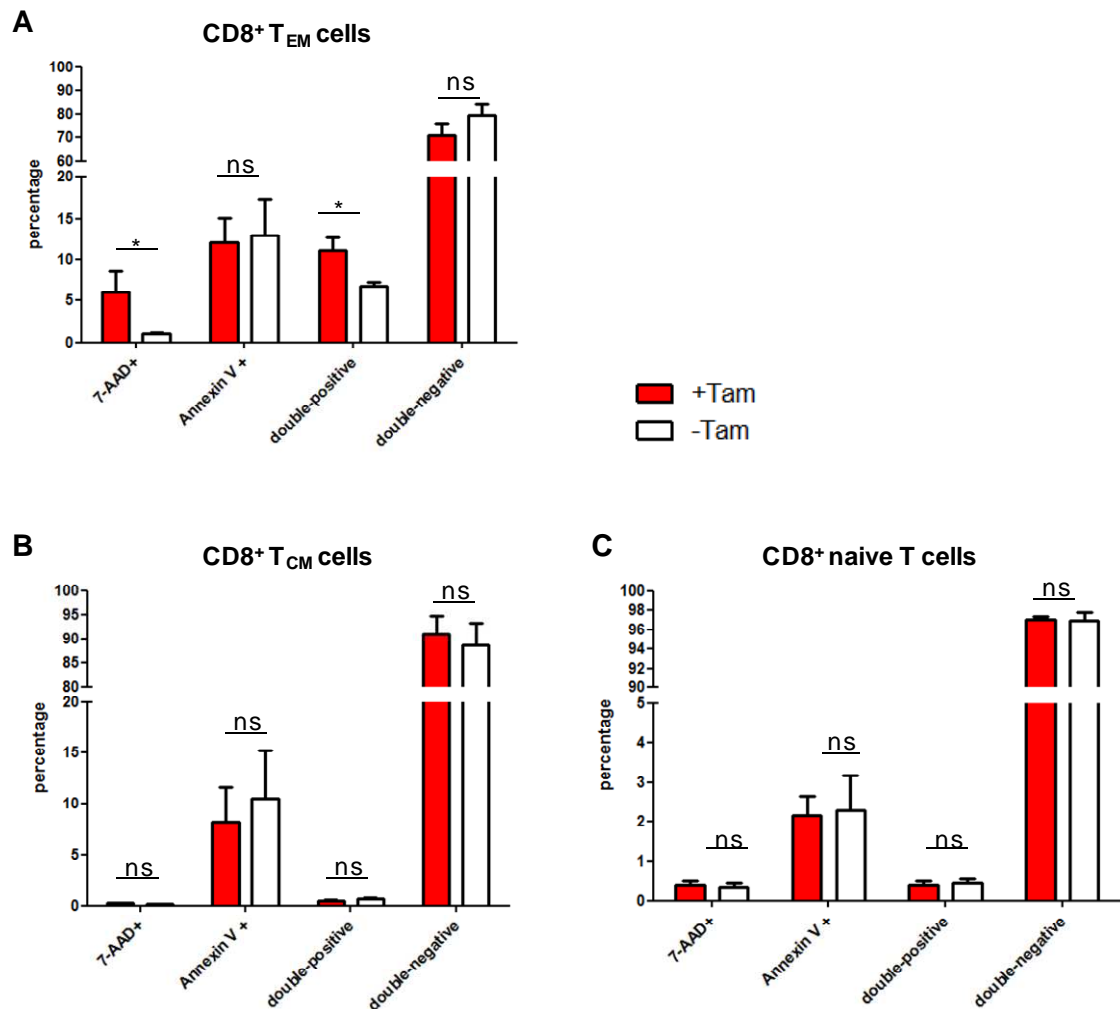 A
CD8+ TEM cells
percentage
100
90
80
70
60
20
15
10
5
0
*
ns
*
ns
7-AAD+
Annexin V +
double-positive
double-negative
+Tam
-Tam
B
CD8+ TCM cells
percentage
100
95
90
85
80
20
15
10
5
0
ns
ns
ns
ns
7-AAD+
Annexin V +
double-positive
double-negative
C
CD8+ naive T cells
percentage
100
98
96
94
92
90
5
4
3
2
1
0
ns
ns
ns
ns
7-AAD+
Annexin V +
double-positive
double-negative